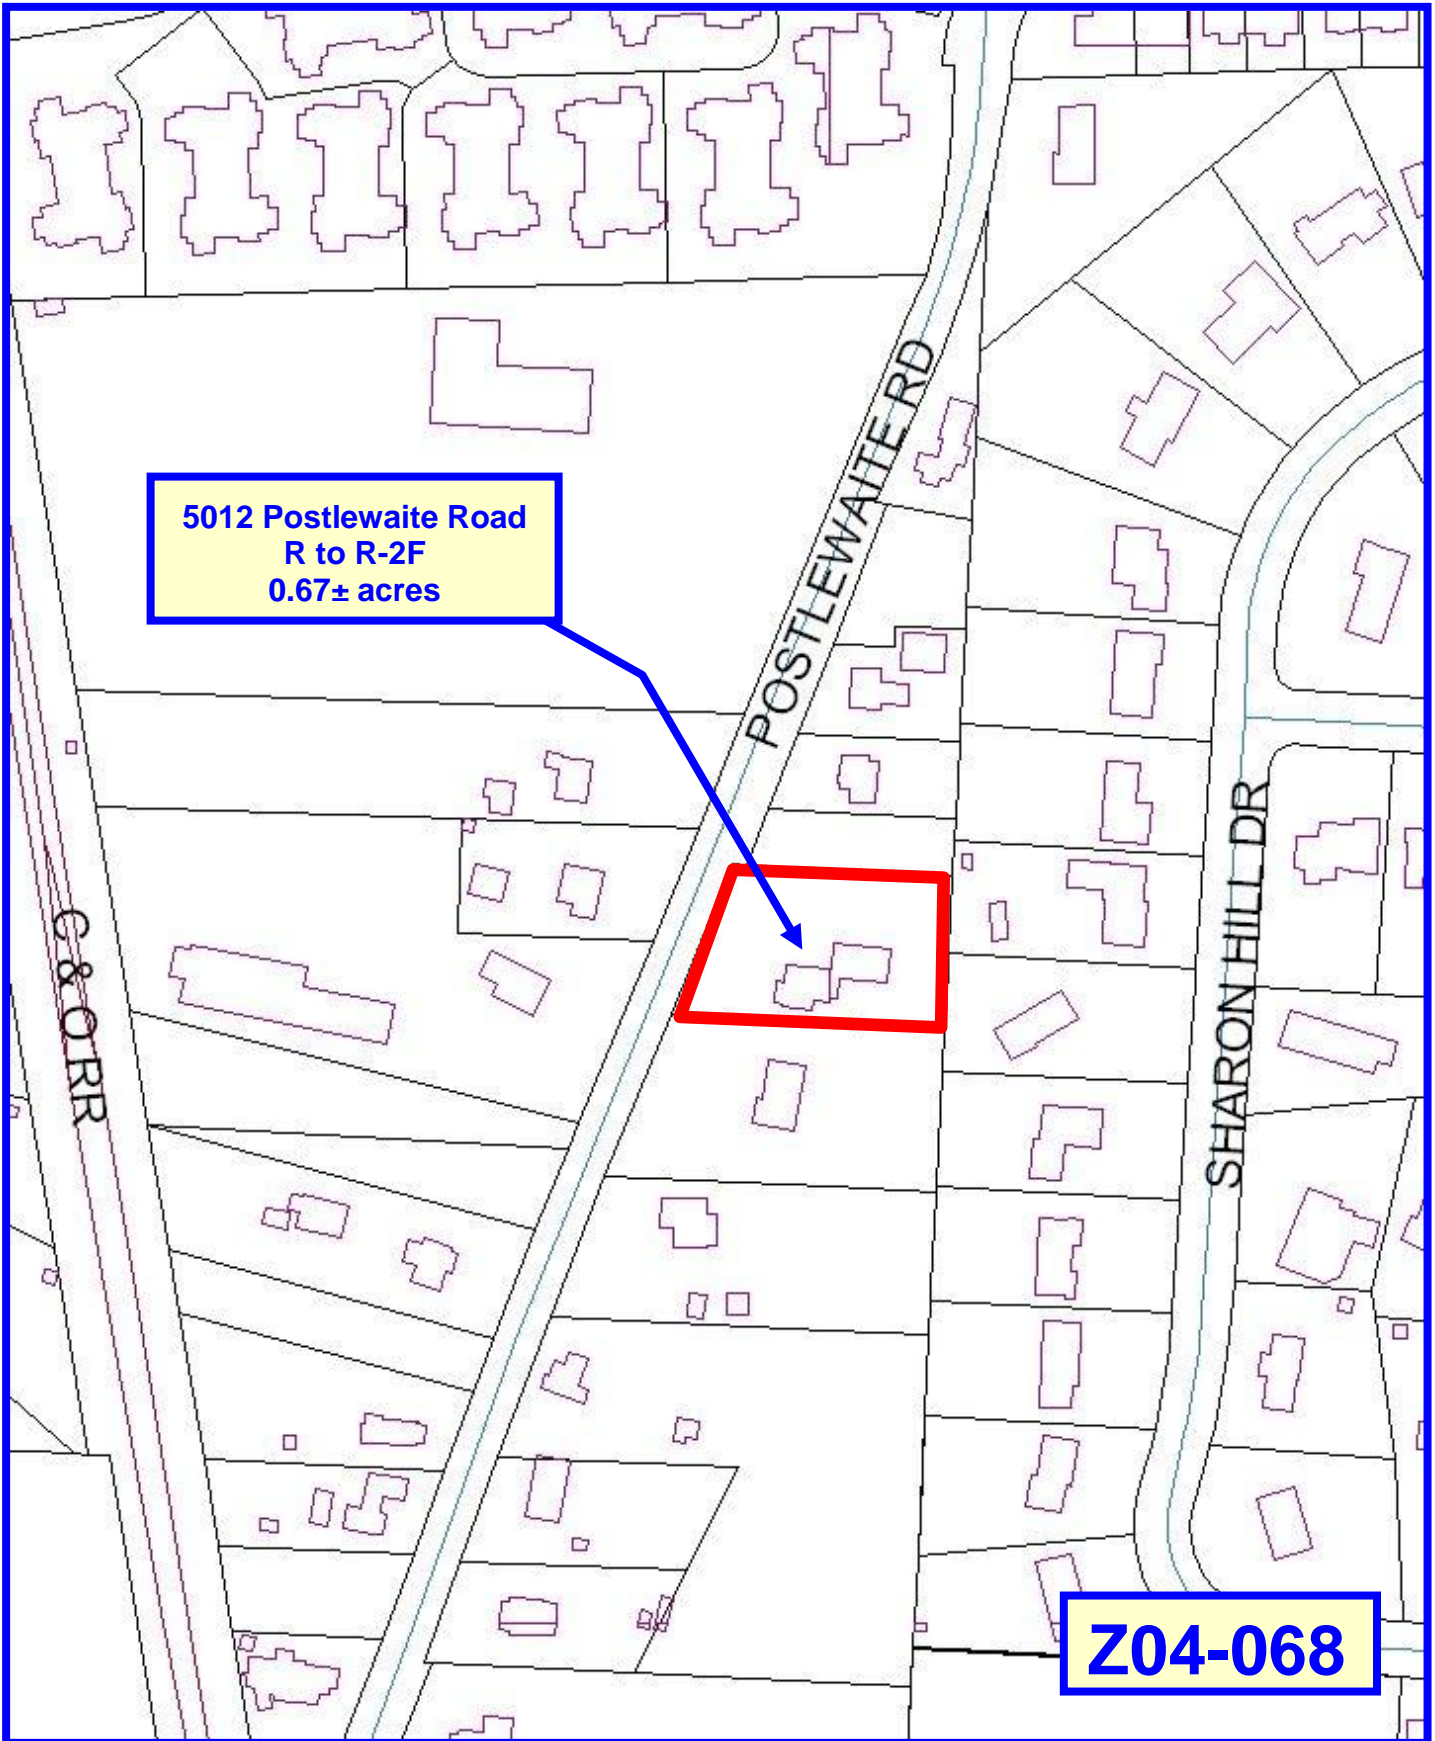 POSTLEWAITE RD
5012 Postlewaite Road
R to R-2F
0.67± acres
SHARON HILL DR
C & O RR
Z04-068